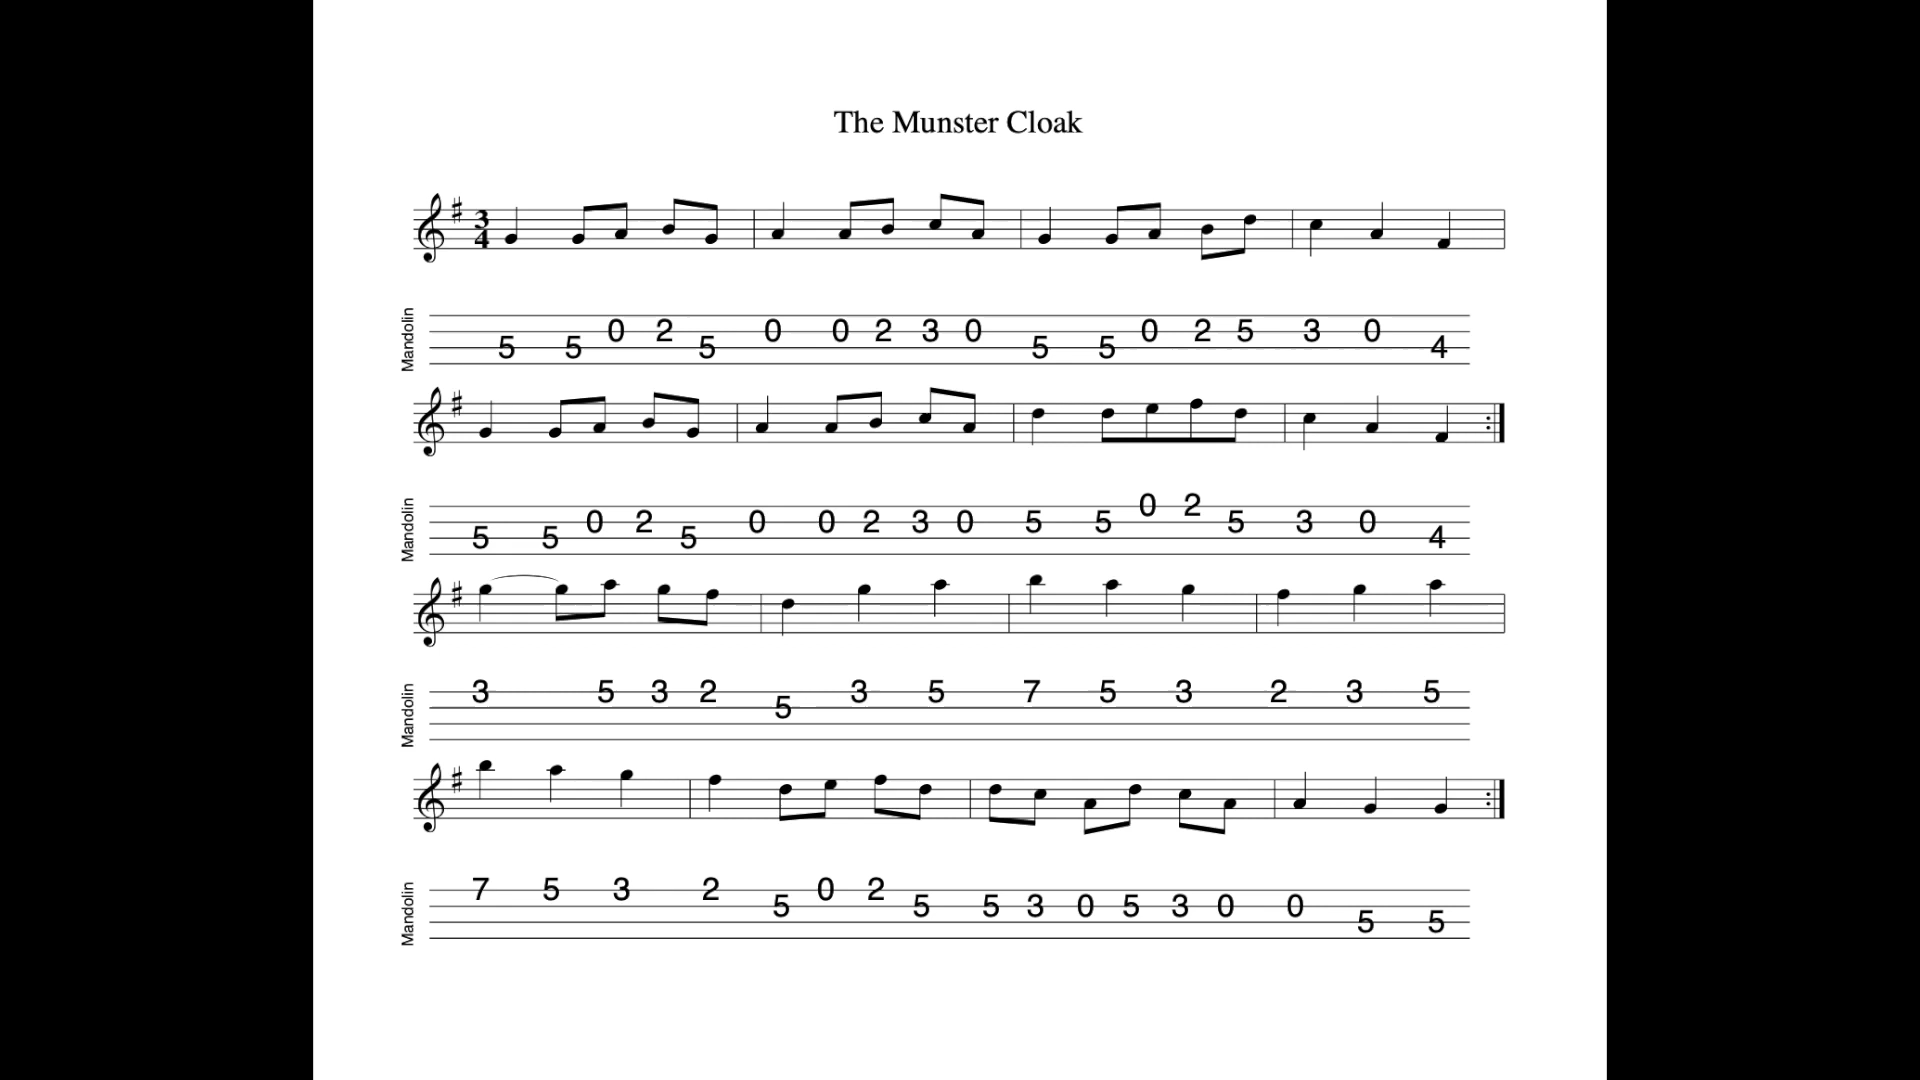 The Munster Cloak
3
4
Mandolin
5 5 0 2 5 0 0 2 3 0 5 5 0 2 5 3 0 4
Mandolin
5 5 0 2 5 0 0 2 3 0 5 5 0 2 5 3 0 4
Mandolin
3 5 3 2 5 3 5 7 5 3 2 3 5
Mandolin
7 5 3 2 5 0 2 5 5 3 0 5 3 0 0 5 5